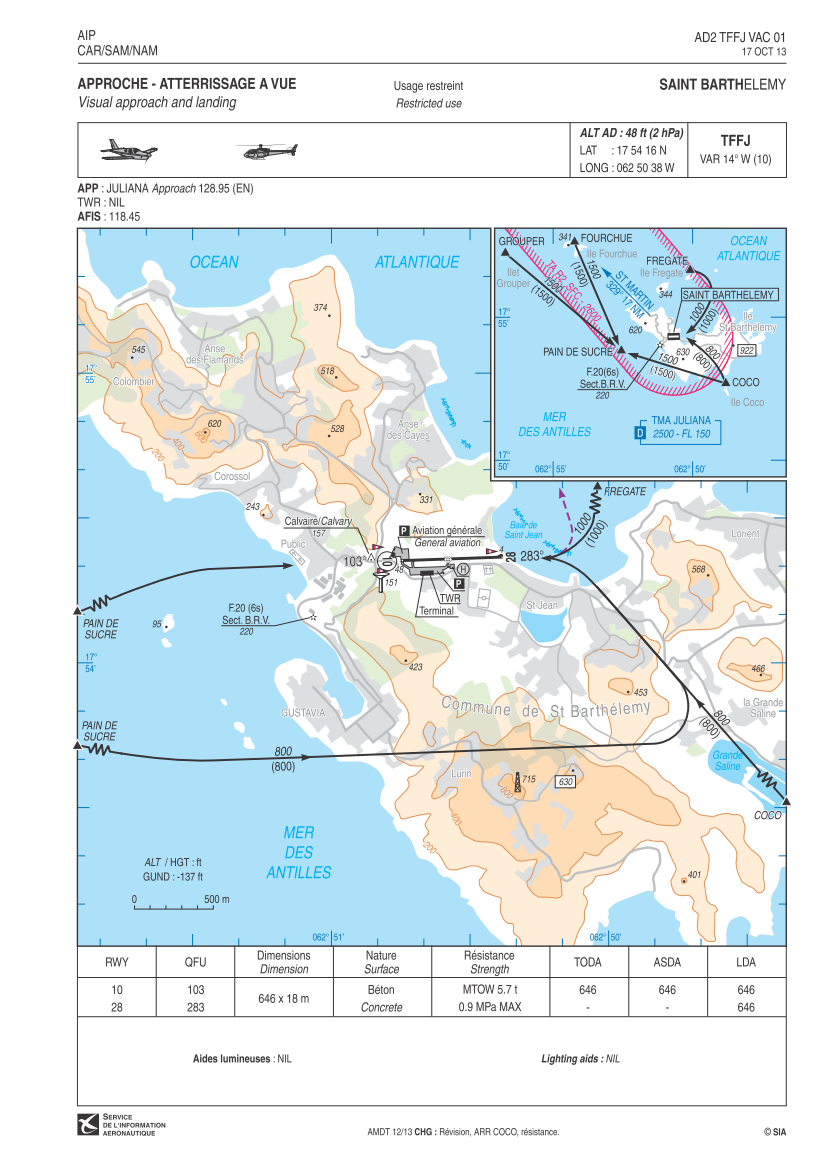 AIP
CAR/SAM/NAM
AD2 TFFJ VAC 01
17 OCT 13
APPROCHE - ATTERRISSAGE A VUE
Visual approach and landing
Usage restreint
Restricted use
SAINT BARTHELEMY
ALT AD : 48 ft (2 hPa)
LAT : 17 54 16 N
LONG : 062 50 38 W
TFFJ
VAR 14° W (10)
APP : JULIANA Approach 128.95 (EN)
TWR : NIL
AFIS : 118.45
OCEAN ATLANTIQUE
GROUPER
341
FOURCHUE
Ile Fourchue
Ilet
Grouper
FREGATE
Ile Fregate
OCEAN
ATLANTIQUE
TA R2 SFC - 2600
1500
(1500)
1500
(1500)
ST MARTIN
329° 17 NM
344
SAINT BARTHELEMY
1000
(1000)
Ile
St Barthelemy
17°
55'
620
PAIN DE SUCRE
630
800
(800)
922
1500
(1500)
F.20(6s)
Sect.B.R.V.
220
COCO
Ile Coco
MER
DES ANTILLES
TMA JULIANA
D
2500 - FL 150
17°
50'
062° 55'
062° 50'
374
545
Anse
des Flamands
17°
55'
Colombier
518
620
600
400
200
528
Anse
des Cayes
Corossol
243
331
Calvaire/Calvary
157
Public
P
Aviation générale
General aviation
Baie de
Saint Jean
FREGATE
1000
(1000)
Lorient
103°
10
48
151
4
28
283°
H
P
TWR
Terminal
568
PAIN DE
SUCRE
95
F.20 (6s)
Sect. B.R.V.
220
St-Jean
17°
54'
423
466
453
GUSTAVIA
Commune de St Barthélemy
la Grande
Saline
PAIN DE
SUCRE
800
(800)
800
(800)
Grande
Saline
Lurin
715
630
600
400
200
COCO
MER
DES
ANTILLES
ALT / HGT : ft
GUND : -137 ft
0 500 m
401
062° 51'
062° 50'
RWY QFU Dimensions Nature Résistance TODA ASDA LDA
Dimension Surface Strength
10 103 646 x 18 m Béton MTOW 5.7 t 646 646 646
28 283 Concrete 0.9 MPa MAX - - 646
Aides lumineuses : NIL
Lighting aids : NIL
SERVICE
DE L'INFORMATION
AERONAUTIQUE
AMDT 12/13 CHG : Révision, ARR COCO, résistance.
© SIA